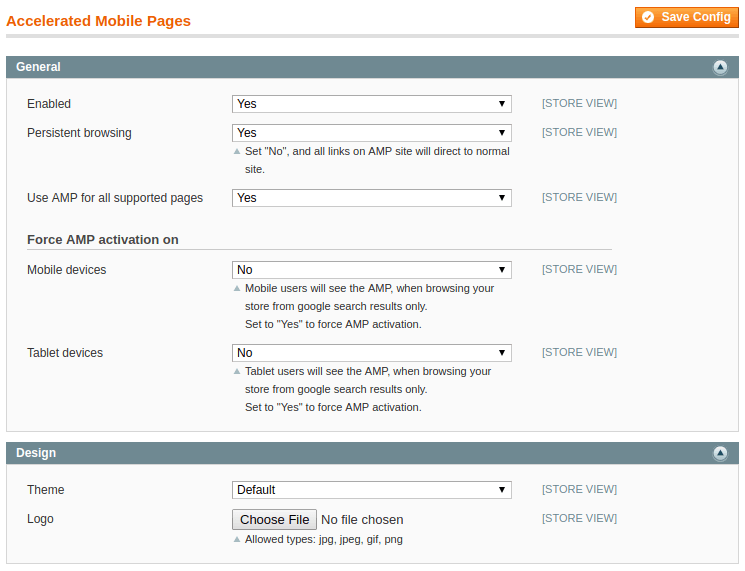 Accelerated Mobile Pages
Save Config
General
Enabled
Yes
[STORE VIEW]
Persistent browsing
Yes
[STORE VIEW]
Set "No", and all links on AMP site will direct to normal
site.
Use AMP for all supported pages
Yes
[STORE VIEW]
Force AMP activation on
Mobile devices
No
[STORE VIEW]
Mobile users will see the AMP, when browsing your
store from google search results only.
Set to "Yes" to force AMP activation.
Tablet devices
No
[STORE VIEW]
Tablet users will see the AMP, when browsing your
store from google search results only.
Set to "Yes" to force AMP activation.
Design
Theme
Default
[STORE VIEW]
Logo
Choose File No file chosen
[STORE VIEW]
Allowed types: jpg, jpeg, gif, png